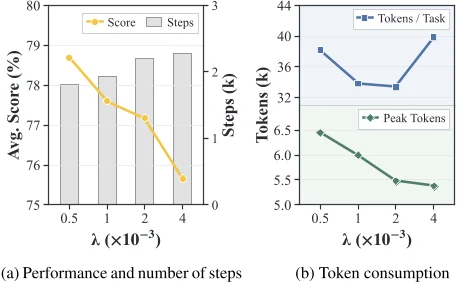 Score Steps
Avg. Score (%)
80
79
78
77
76
75
3
2
1
0
Steps (k)
0.5 1 2 4
λ (×10⁻³)
(a) Performance and number of steps
Tokens / Task
Tokens (k)
44
40
36
32
Peak Tokens
6.5
6.0
5.5
5.0
0.5 1 2 4
λ (×10⁻³)
(b) Token consumption